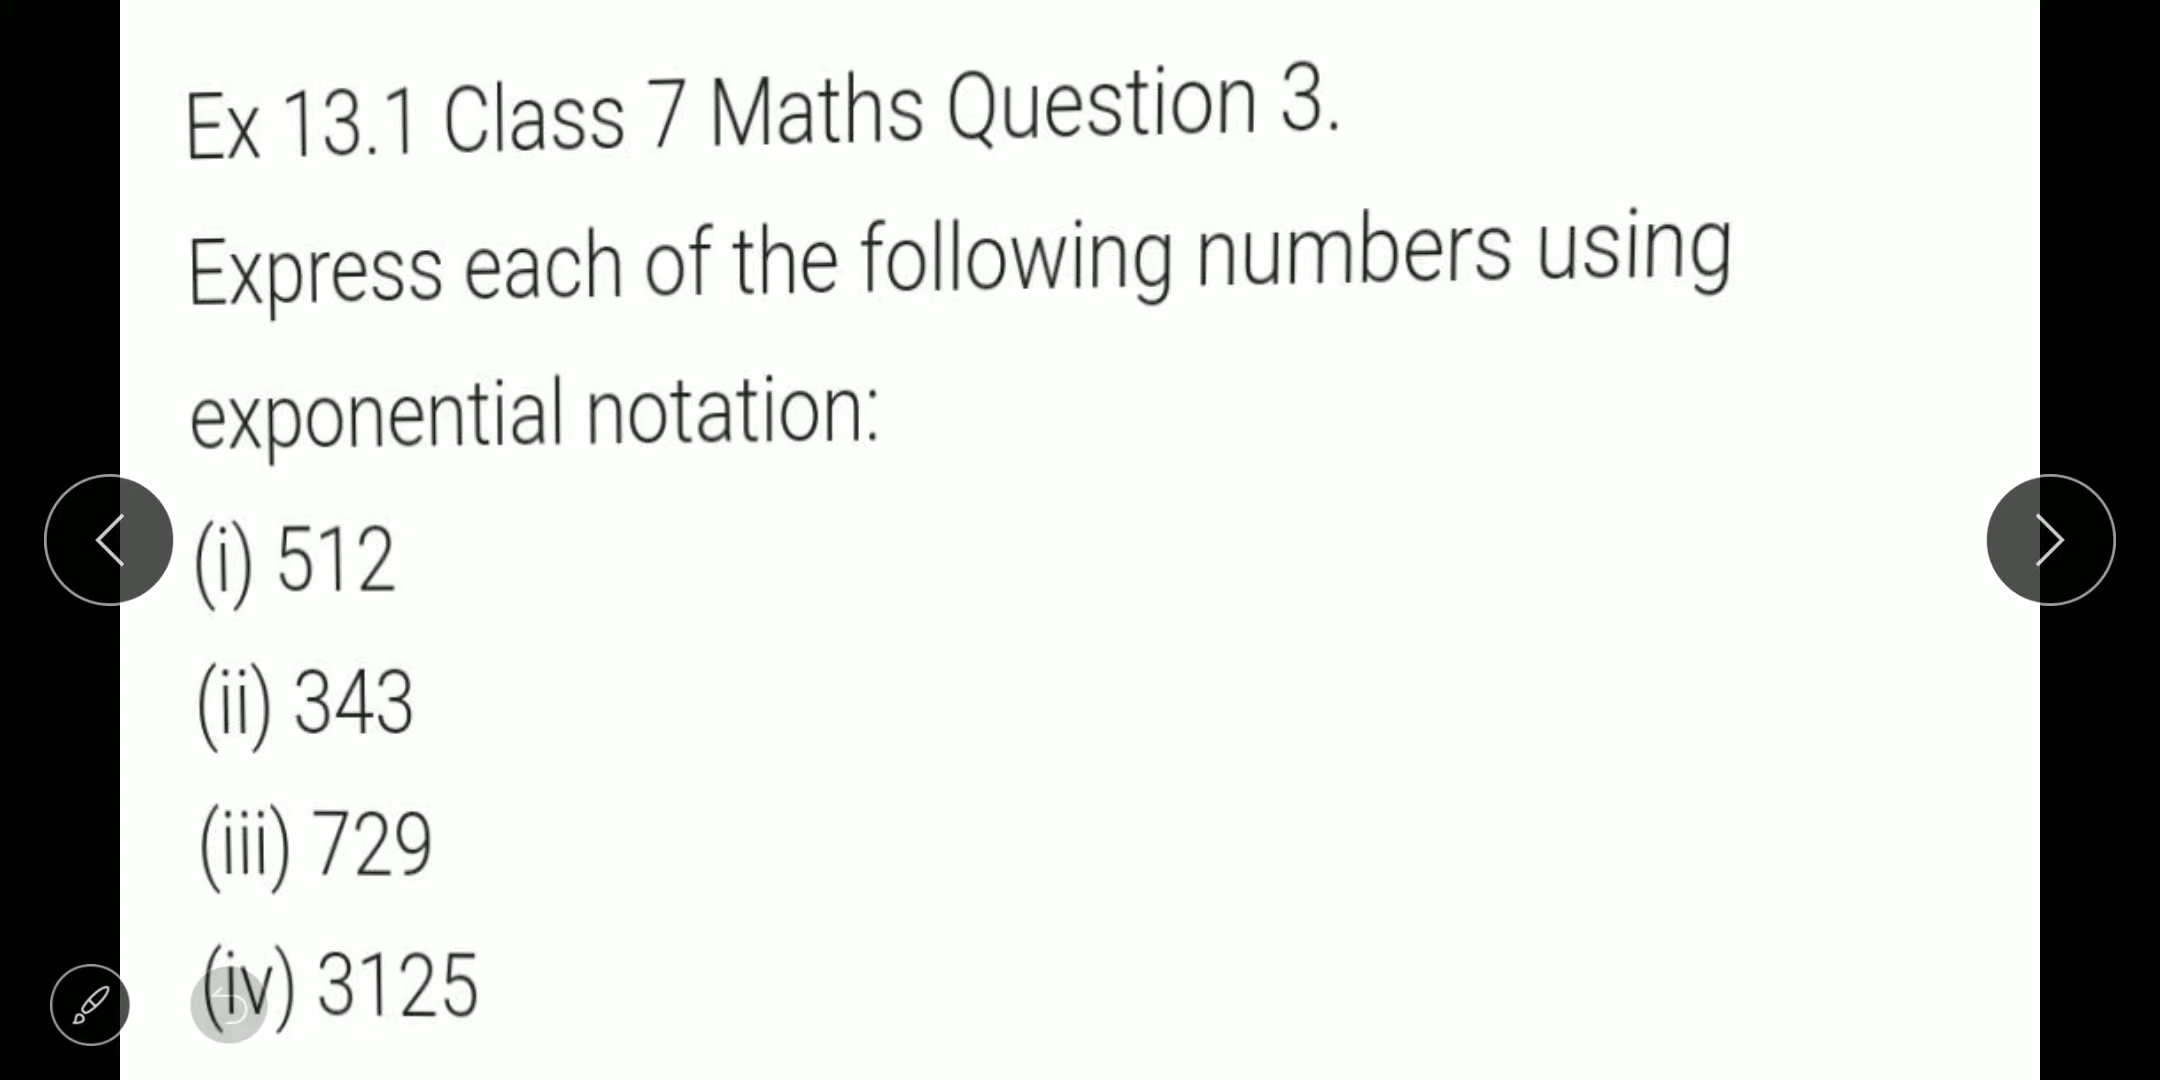 Ex 13.1 Class 7 Maths Question 3.
Express each of the following numbers using
exponential notation:
(i) 512
(ii) 343
(iii) 729
(iv) 3125